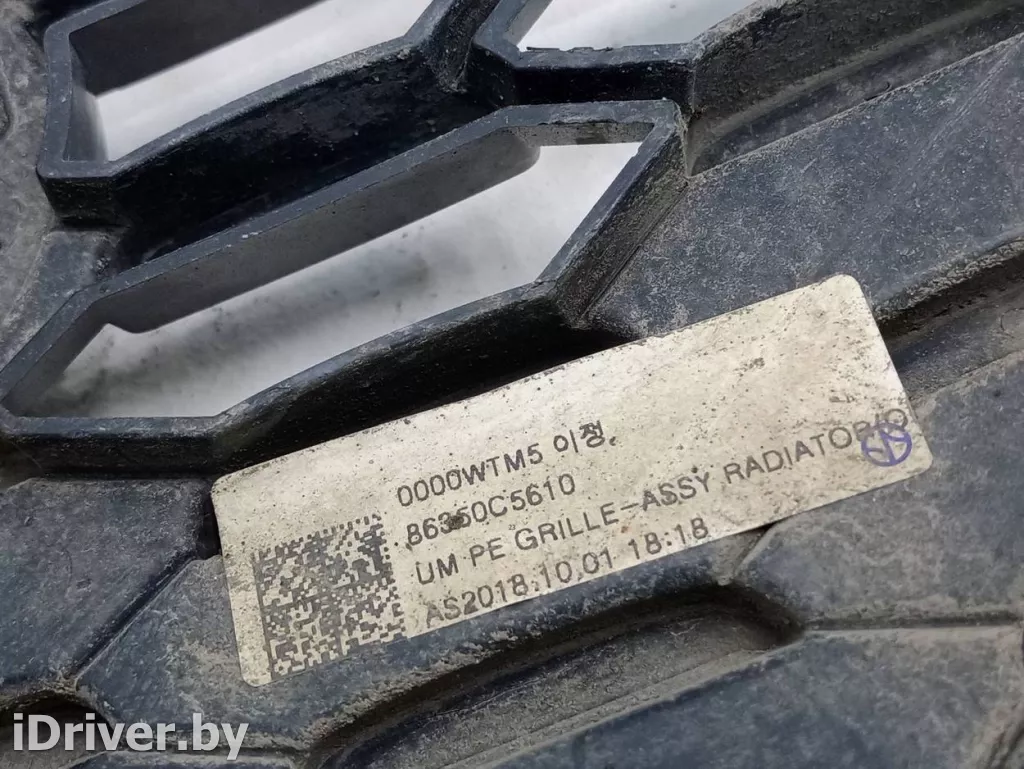 0000WTM5 이정
86350C5610
UM PE GRILLE-ASSY RADIATOR/O
AS2018.10.01 18:18
iDriver.by